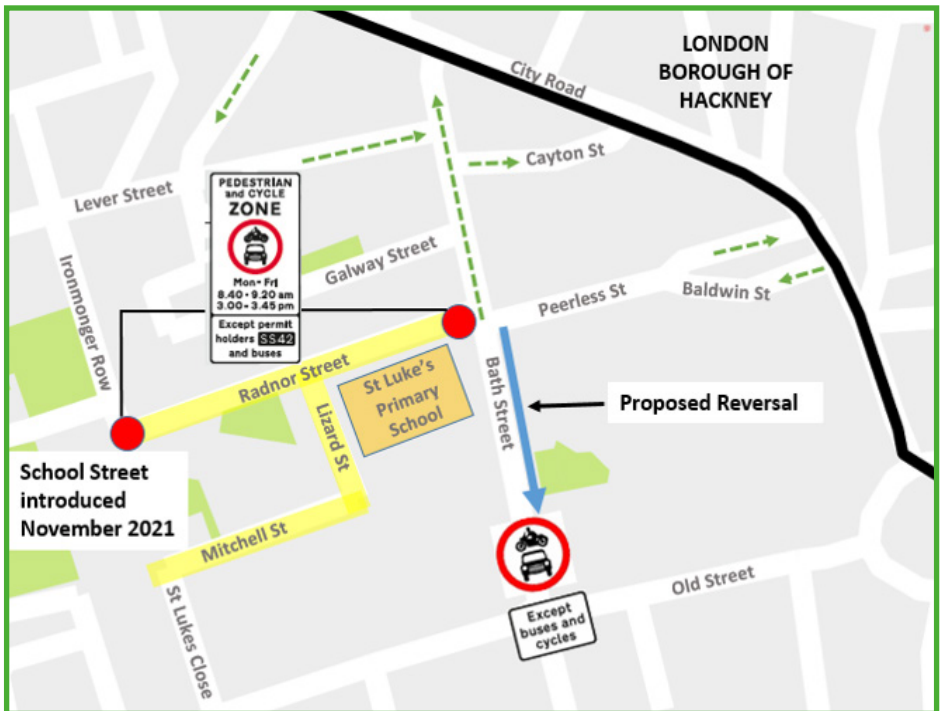 LONDON
BOROUGH OF
HACKNEY
City Road
Cayton St
Lever Street
PEDESTRIAN
and CYCLE
ZONE
Mon - Fri
8.40 - 9.20 am
3.00 - 3.45 pm
Except permit
holders SS42
and buses
Galway Street
Ironmonger Row
Peerless St
Baldwin St
Radnor Street
St Luke's
Primary
School
Bath Street
Proposed Reversal
Lizard St
School Street
introduced
November 2021
Mitchell St
St Lukes Close
Old Street
Except
buses and
cycles